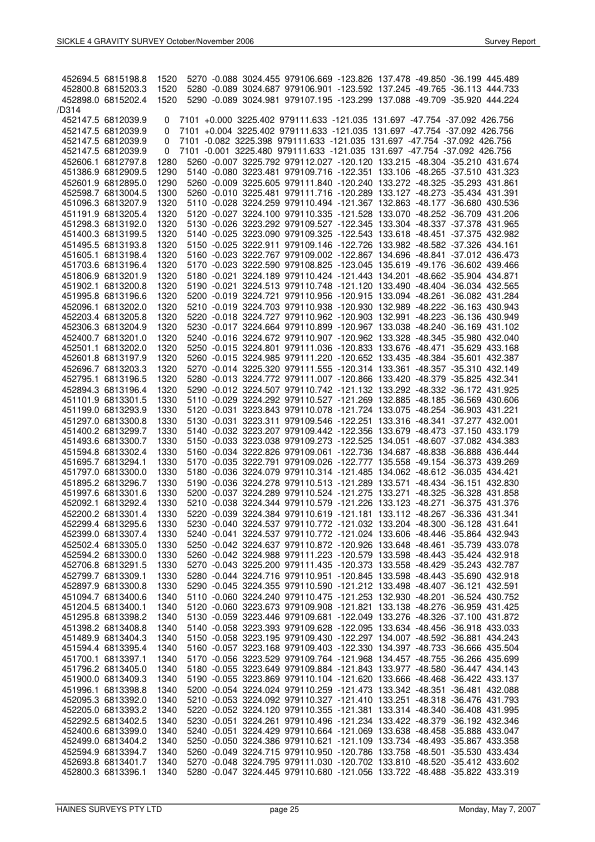 SICKLE 4 GRAVITY SURVEY October/November 2006 Survey Report
452694.5 6815198.8 1520 5270 -0.088 3024.455 979106.669 -123.826 137.478 -49.850 -36.199 445.489
452800.8 6815203.3 1520 5280 -0.089 3024.687 979106.901 -123.592 137.245 -49.765 -36.113 444.733
452898.0 6815202.4 1520 5290 -0.089 3024.981 979107.195 -123.299 137.088 -49.709 -35.920 444.224
/D314
452147.5 6812039.9 0 7101 +0.000 3225.402 979111.633 -121.035 131.697 -47.754 -37.092 426.756
452147.5 6812039.9 0 7101 +0.004 3225.402 979111.633 -121.035 131.697 -47.754 -37.092 426.756
452147.5 6812039.9 0 7101 -0.082 3225.398 979111.633 -121.035 131.697 -47.754 -37.092 426.756
452147.5 6812039.9 0 7101 -0.001 3225.480 979111.633 -121.035 131.697 -47.754 -37.092 426.756
452606.1 6812797.8 1280 5260 -0.007 3225.792 979112.027 -120.120 133.215 -48.304 -35.210 431.674
451386.9 6812909.5 1290 5140 -0.080 3223.481 979109.716 -122.351 133.106 -48.265 -37.510 431.323
452601.9 6812895.0 1290 5260 -0.009 3225.605 979111.840 -120.240 133.272 -48.325 -35.293 431.861
452598.7 6813004.5 1300 5260 -0.010 3225.481 979111.716 -120.289 133.127 -48.273 -35.434 431.391
451096.3 6813207.9 1320 5110 -0.028 3224.259 979110.494 -121.367 132.863 -48.177 -36.680 430.536
451191.9 6813205.4 1320 5120 -0.027 3224.100 979110.335 -121.528 133.070 -48.252 -36.709 431.206
451298.3 6813192.0 1320 5130 -0.026 3223.292 979109.527 -122.345 133.304 -48.337 -37.378 431.965
451400.3 6813199.5 1320 5140 -0.025 3223.090 979109.325 -122.543 133.618 -48.451 -37.375 432.982
451495.5 6813193.8 1320 5150 -0.025 3222.911 979109.146 -122.726 133.982 -48.582 -37.326 434.161
451605.1 6813198.4 1320 5160 -0.023 3222.767 979109.002 -122.867 134.696 -48.841 -37.012 436.473
451703.6 6813196.4 1320 5170 -0.023 3222.590 979108.825 -123.045 135.619 -49.176 -36.602 439.466
451806.9 6813201.9 1320 5180 -0.021 3224.189 979110.424 -121.443 134.201 -48.662 -35.904 434.871
451902.1 6813200.8 1320 5190 -0.021 3224.513 979110.748 -121.120 133.490 -48.404 -36.034 432.565
451995.8 6813196.6 1320 5200 -0.019 3224.721 979110.956 -120.915 133.094 -48.261 -36.082 431.284
452096.1 6813202.0 1320 5210 -0.019 3224.703 979110.938 -120.930 132.989 -48.222 -36.163 430.943
452203.4 6813205.8 1320 5220 -0.018 3224.727 979110.962 -120.903 132.991 -48.223 -36.136 430.949
452306.3 6813204.9 1320 5230 -0.017 3224.664 979110.899 -120.967 133.038 -48.240 -36.169 431.102
452400.7 6813201.0 1320 5240 -0.016 3224.672 979110.907 -120.962 133.328 -48.345 -35.980 432.040
452501.1 6813202.0 1320 5250 -0.015 3224.801 979111.036 -120.833 133.676 -48.471 -35.629 433.168
452601.8 6813197.9 1320 5260 -0.015 3224.985 979111.220 -120.652 133.435 -48.384 -35.601 432.387
452696.7 6813203.3 1320 5270 -0.014 3225.320 979111.555 -120.314 133.361 -48.357 -35.310 432.149
452795.1 6813196.5 1320 5280 -0.013 3224.772 979111.007 -120.866 133.420 -48.379 -35.825 432.341
452894.3 6813196.4 1320 5290 -0.012 3224.507 979110.742 -121.132 133.292 -48.332 -36.172 431.925
451101.9 6813301.5 1330 5110 -0.029 3224.292 979110.527 -121.269 132.885 -48.185 -36.569 430.606
451199.0 6813293.9 1330 5120 -0.031 3223.843 979110.078 -121.724 133.075 -48.254 -36.903 431.221
451297.0 6813300.8 1330 5130 -0.031 3223.311 979109.546 -122.251 133.316 -48.341 -37.277 432.001
451400.2 6813299.7 1330 5140 -0.032 3223.207 979109.442 -122.356 133.679 -48.473 -37.150 433.179
451493.6 6813300.7 1330 5150 -0.033 3223.038 979109.273 -122.525 134.051 -48.607 -37.082 434.383
451594.8 6813302.4 1330 5160 -0.034 3222.826 979109.061 -122.736 134.687 -48.838 -36.888 436.444
451695.7 6813294.1 1330 5170 -0.035 3222.791 979109.026 -122.777 135.558 -49.154 -36.373 439.269
451797.0 6813300.0 1330 5180 -0.036 3224.079 979110.314 -121.485 134.062 -48.612 -36.035 434.421
451895.2 6813296.7 1330 5190 -0.036 3224.278 979110.513 -121.289 133.571 -48.434 -36.151 432.830
451997.6 6813301.6 1330 5200 -0.037 3224.289 979110.524 -121.275 133.271 -48.325 -36.328 431.858
452092.1 6813292.4 1330 5210 -0.038 3224.344 979110.579 -121.226 133.123 -48.271 -36.375 431.376
452200.2 6813301.4 1330 5220 -0.039 3224.384 979110.619 -121.181 133.112 -48.267 -36.336 431.341
452299.4 6813295.6 1330 5230 -0.040 3224.537 979110.772 -121.032 133.204 -48.300 -36.128 431.641
452399.0 6813307.4 1330 5240 -0.041 3224.537 979110.772 -121.024 133.606 -48.446 -35.864 432.943
452502.4 6813305.0 1330 5250 -0.042 3224.637 979110.872 -120.926 133.648 -48.461 -35.739 433.078
452594.2 6813300.0 1330 5260 -0.042 3224.988 979111.223 -120.579 133.598 -48.443 -35.424 432.918
452706.8 6813291.5 1330 5270 -0.043 3225.200 979111.435 -120.373 133.558 -48.429 -35.243 432.787
452799.7 6813309.1 1330 5280 -0.044 3224.716 979110.951 -120.845 133.598 -48.443 -35.690 432.918
452897.9 6813300.8 1330 5290 -0.045 3224.355 979110.590 -121.212 133.498 -48.407 -36.121 432.591
451094.7 6813400.6 1340 5110 -0.060 3224.240 979110.475 -121.253 132.930 -48.201 -36.524 430.752
451204.5 6813400.1 1340 5120 -0.060 3223.673 979109.908 -121.821 133.138 -48.276 -36.959 431.425
451295.8 6813398.2 1340 5130 -0.059 3223.446 979109.681 -122.049 133.276 -48.326 -37.100 431.872
451398.2 6813408.8 1340 5140 -0.058 3223.393 979109.628 -122.095 133.634 -48.456 -36.918 433.033
451489.9 6813404.3 1340 5150 -0.058 3223.195 979109.430 -122.297 134.007 -48.592 -36.881 434.243
451594.4 6813395.4 1340 5160 -0.057 3223.168 979109.403 -122.330 134.397 -48.733 -36.666 435.504
451700.1 6813397.1 1340 5170 -0.056 3223.529 979109.764 -121.968 134.457 -48.755 -36.266 435.699
451796.2 6813405.0 1340 5180 -0.055 3223.649 979109.884 -121.843 133.977 -48.580 -36.447 434.143
451900.0 6813409.3 1340 5190 -0.055 3223.869 979110.104 -121.620 133.666 -48.468 -36.422 433.137
451996.1 6813398.8 1340 5200 -0.054 3224.024 979110.259 -121.473 133.342 -48.351 -36.481 432.088
452095.3 6813392.0 1340 5210 -0.053 3224.092 979110.327 -121.410 133.251 -48.318 -36.476 431.793
452205.0 6813393.2 1340 5220 -0.052 3224.120 979110.355 -121.381 133.314 -48.340 -36.408 431.995
452292.5 6813402.5 1340 5230 -0.051 3224.261 979110.496 -121.234 133.422 -48.379 -36.192 432.346
452400.6 6813399.0 1340 5240 -0.051 3224.429 979110.664 -121.069 133.638 -48.458 -35.888 433.047
452499.0 6813404.2 1340 5250 -0.050 3224.386 979110.621 -121.109 133.734 -48.493 -35.867 433.358
452594.9 6813394.7 1340 5260 -0.049 3224.715 979110.950 -120.790 133.758 -48.501 -35.530 433.434
452693.8 6813401.7 1340 5270 -0.048 3224.795 979111.030 -120.702 133.810 -48.520 -35.412 433.602
452800.3 6813396.1 1340 5280 -0.047 3224.445 979110.680 -121.056 133.722 -48.488 -35.822 433.319
HAINES SURVEYS PTY LTD page 25 Monday, May 7, 2007